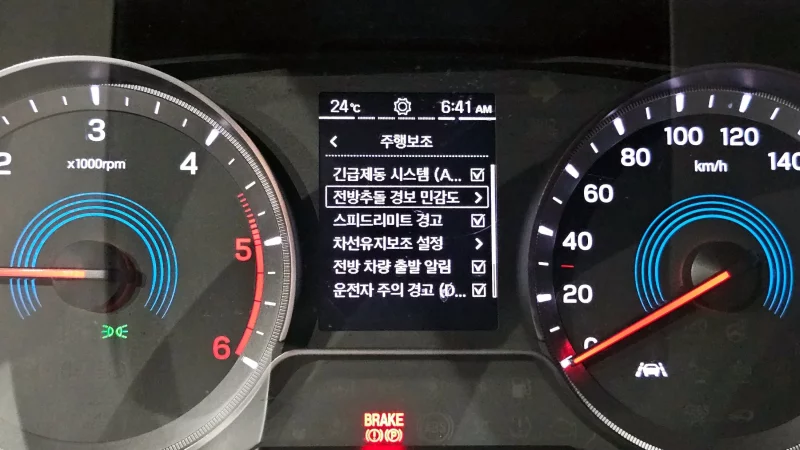 24°C 6:41 AM
주행보조
긴급제동 시스템 (A...
전방추돌 경보 민감도
스피드리미트 경고
차선유지보조 설정
전방 차량 출발 알림
운전자 주의 경고 (D...
2 3 4 5 6
x1000rpm
0 20 40 60 80 100 120 140
km/h
BRAKE
(!) (P)